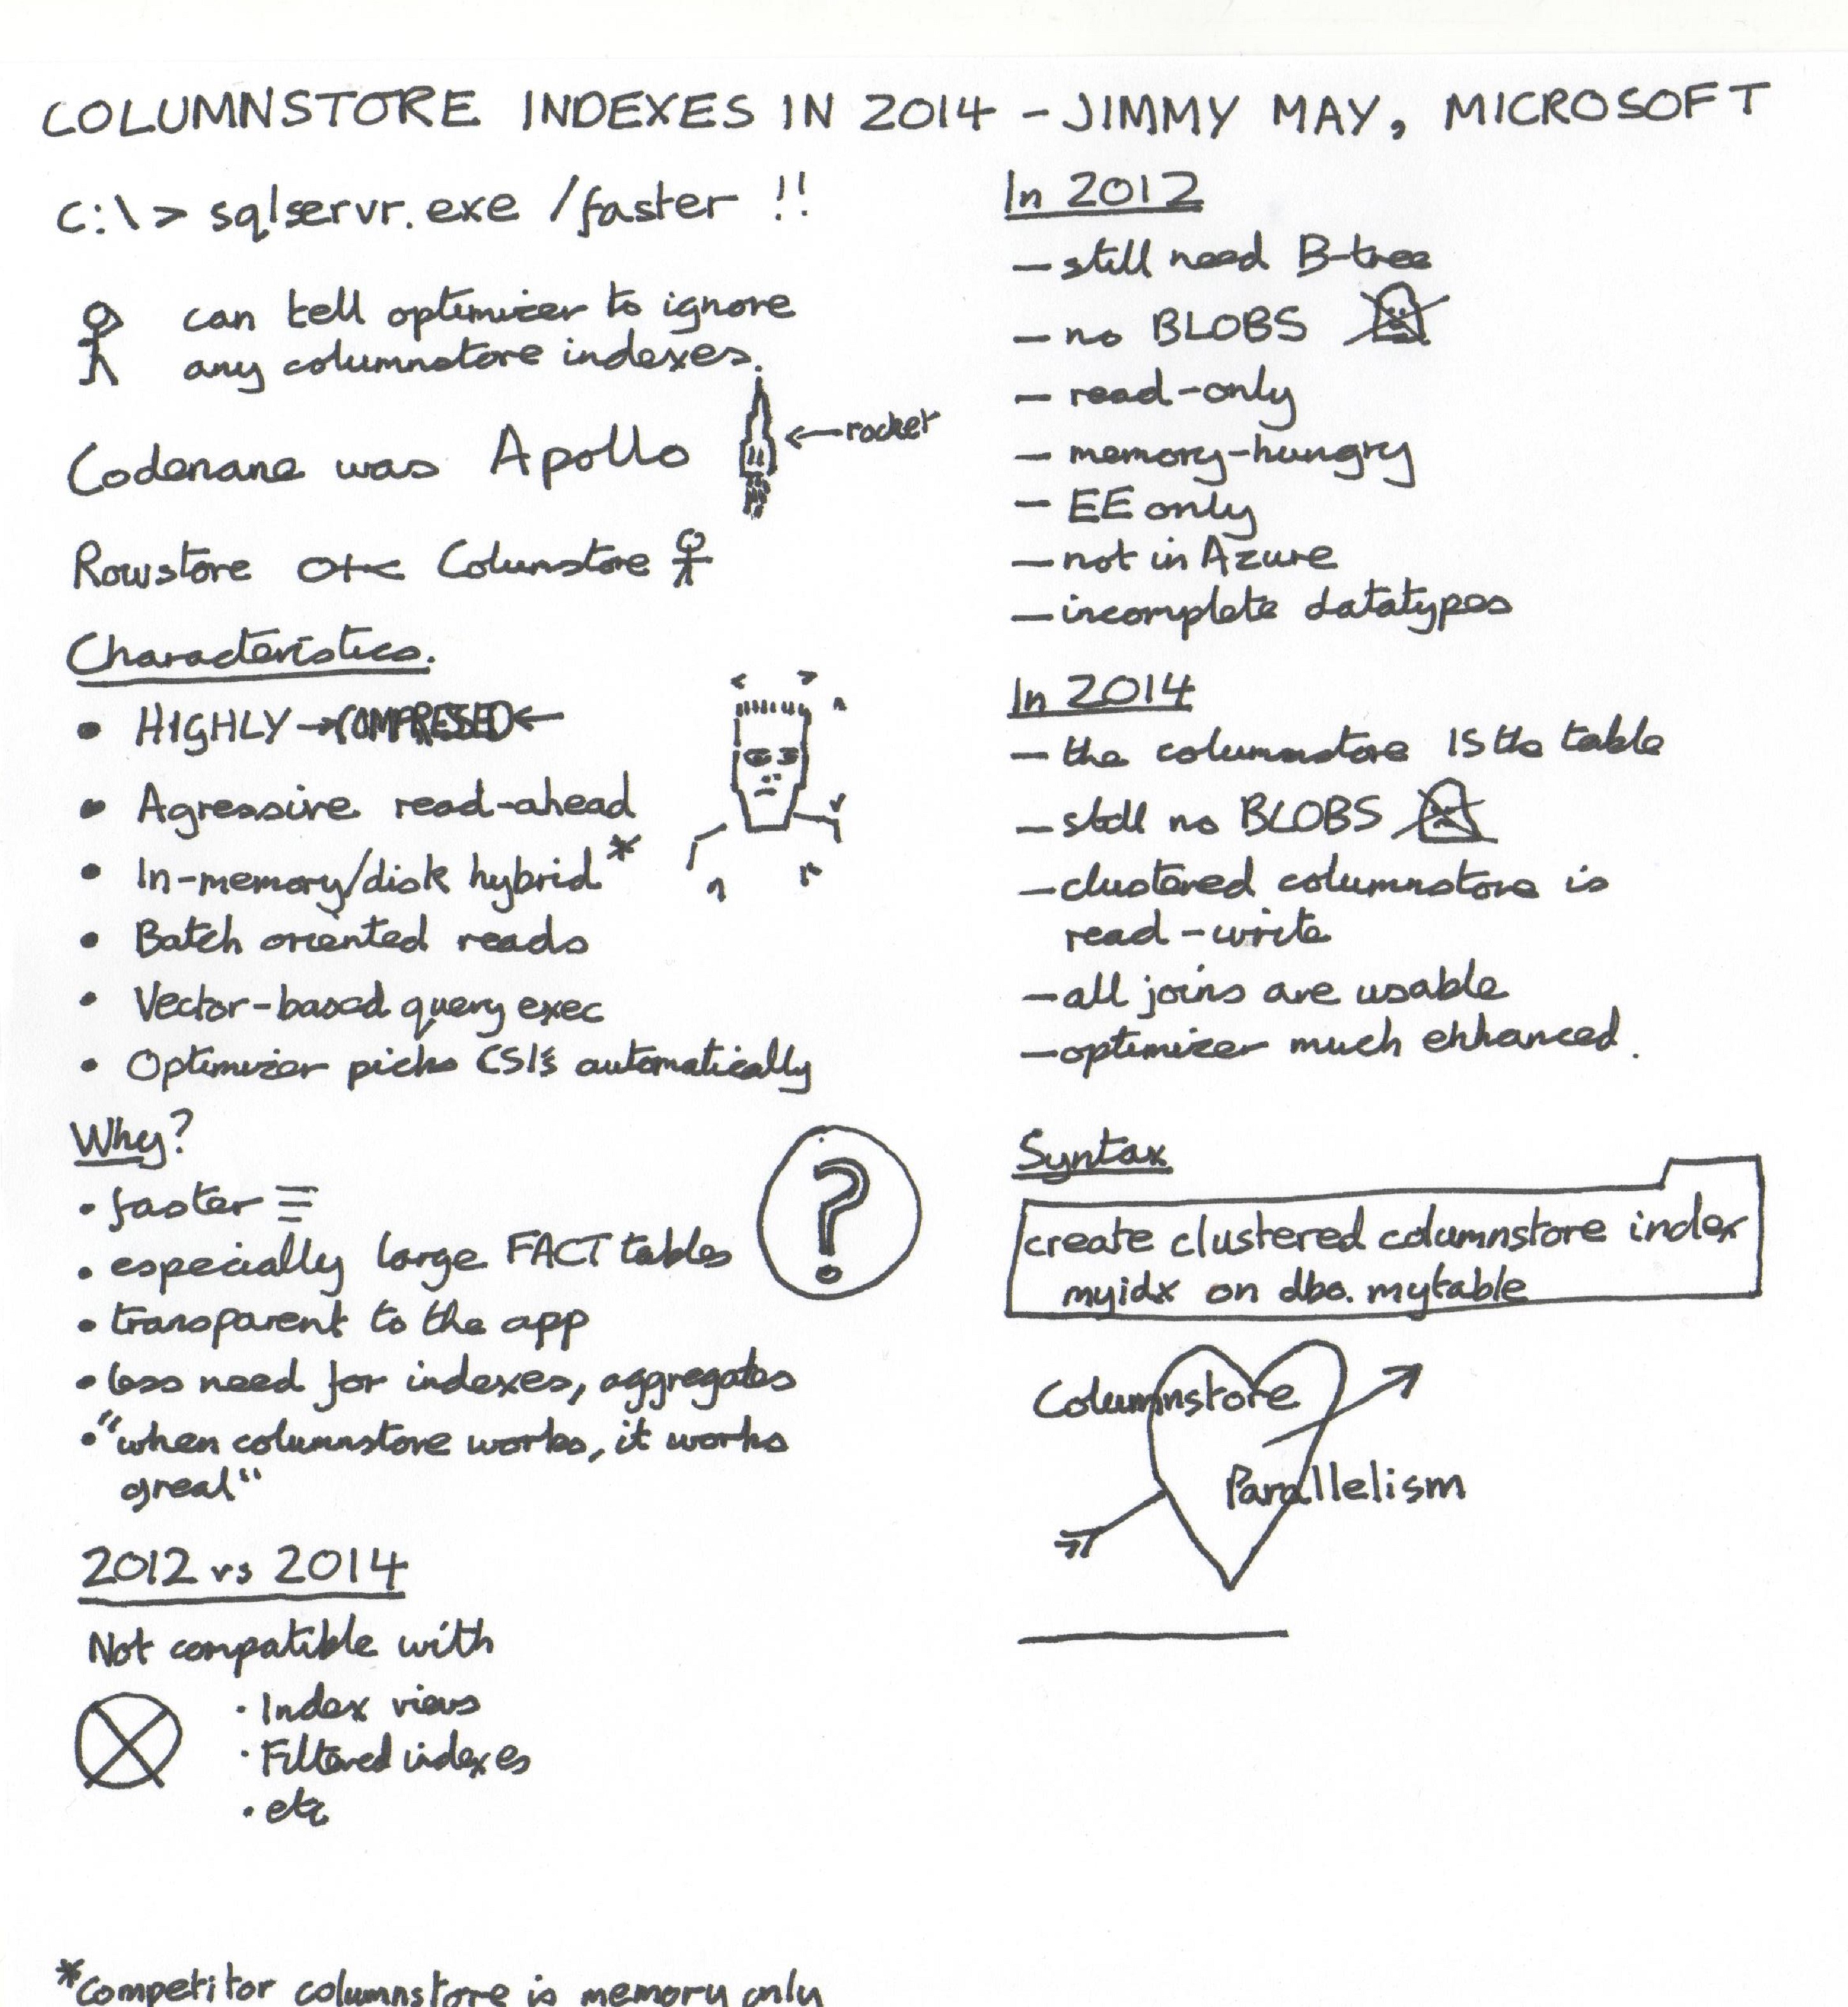 COLUMNSTORE INDEXES IN 2014 - JIMMY MAY, MICROSOFT
C:\> sqlservr.exe /faster !!
can tell optimizer to ignore
any columnstore indexes.
Codename was Apollo
←rocket
Rowstore Columstore
Characteristics.
• HIGHLY →COMPRESSED←
• Agressive read-ahead
• In-memory/disk hybrid*
• Batch oriented reads
• Vector-based query exec
• Optimizer picks CSI's automatically
Why?
• faster
• especially large FACT tables
?
• transparent to the app
• less need for indexes, aggregates
• "when columnstore works, it works
great"
2012 vs 2014
Not compatible with
· Index views
· Filtered indexes
· etc
*Competitor columnstore is memory only
In 2012
- still need B-tree
- no BLOBS
- read-only
- memory-hungry
- EE only
- not in Azure
- incomplete datatypes
In 2014
- the columnstore IS the table
- still no BLOBS
- clustered columnstore is
read-write
- all joins are usable
- optimizer much enhanced.
Syntax
create clustered columnstore index
myidx on dbo.mytable
Columnstore
Parallelism